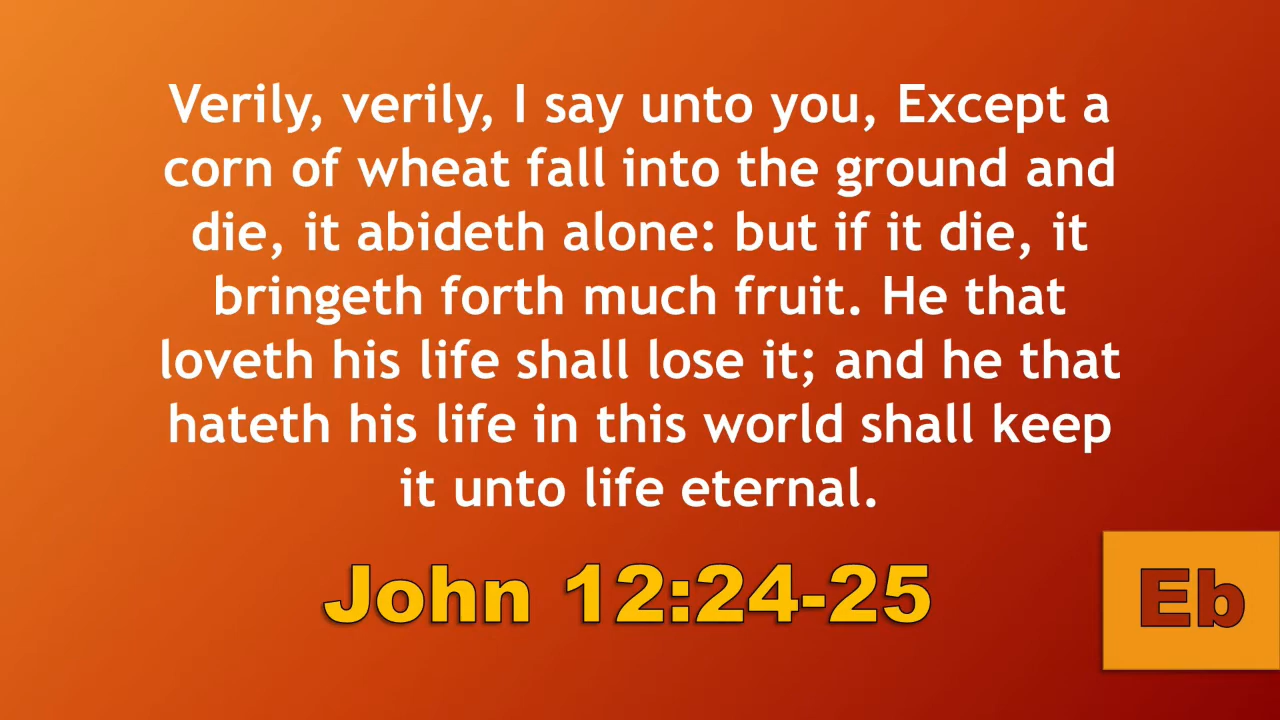 Verily, verily, I say unto you, Except a
corn of wheat fall into the ground and
die, it abideth alone: but if it die, it
bringeth forth much fruit. He that
loveth his life shall lose it; and he that
hateth his life in this world shall keep
it unto life eternal.
John 12:24-25
Eb